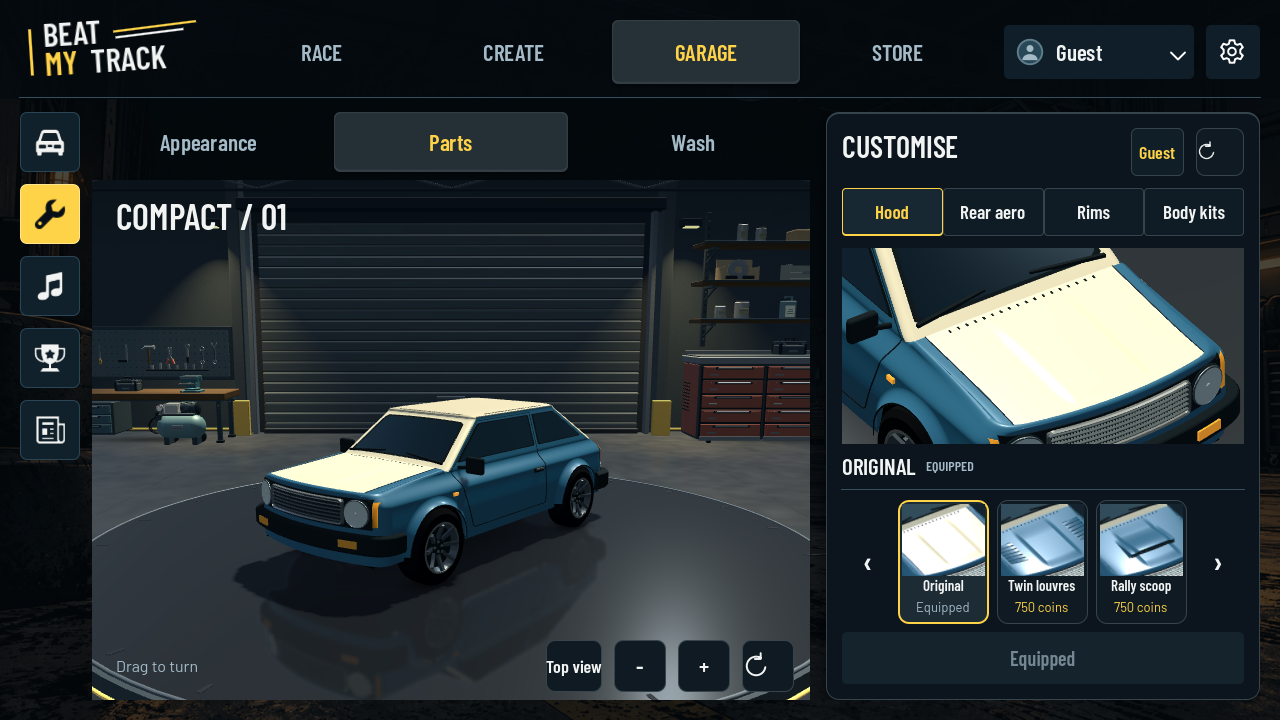 BEAT
MY TRACK
RACE
CREATE
GARAGE
STORE
Guest
Appearance
Parts
Wash
COMPACT / 01
Drag to turn
Top view
-
+
CUSTOMISE
Guest
Hood
Rear aero
Rims
Body kits
ORIGINAL EQUIPPED
‹
Original
Equipped
Twin louvres
750 coins
Rally scoop
750 coins
›
Equipped